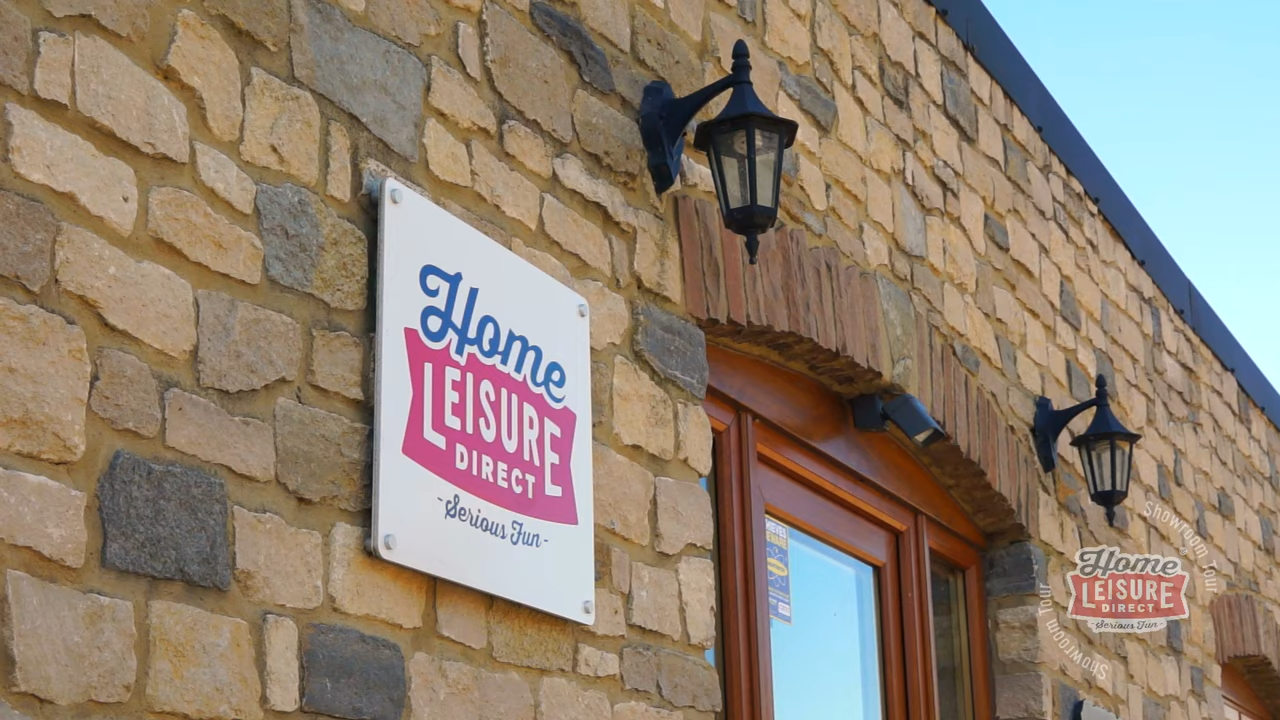 Home
LEISURE
DIRECT
-Serious Fun-
Showroom Tour
Home
LEISURE
DIRECT
-Serious Fun-
Showroom Tour